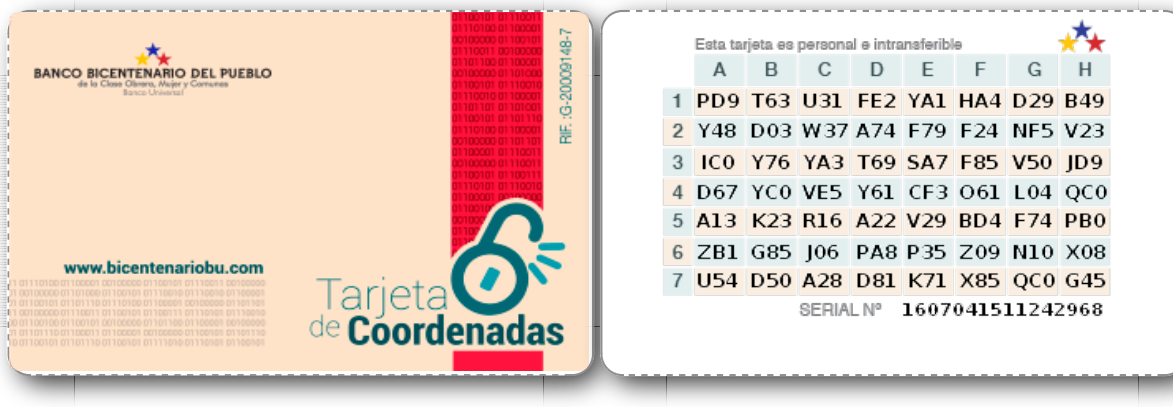 BANCO BICENTENARIO DEL PUEBLO
de la Clase Obrera, Mujer y Comunas
Banco Universal
RIF. :G-20009148-7
www.bicentenariobu.com
Tarjeta
de Coordenadas
Esta tarjeta es personal e intransferible
A B C D E F G H
1 PD9 T63 U31 FE2 YA1 HA4 D29 B49
2 Y48 D03 W37 A74 F79 F24 NF5 V23
3 IC0 Y76 YA3 T69 SA7 F85 V50 JD9
4 D67 YC0 VE5 Y61 CF3 O61 L04 QC0
5 A13 K23 R16 A22 V29 BD4 F74 PB0
6 ZB1 G85 J06 PA8 P35 Z09 N10 X08
7 U54 D50 A28 D81 K71 X85 QC0 G45
SERIAL Nº 1607041511242968